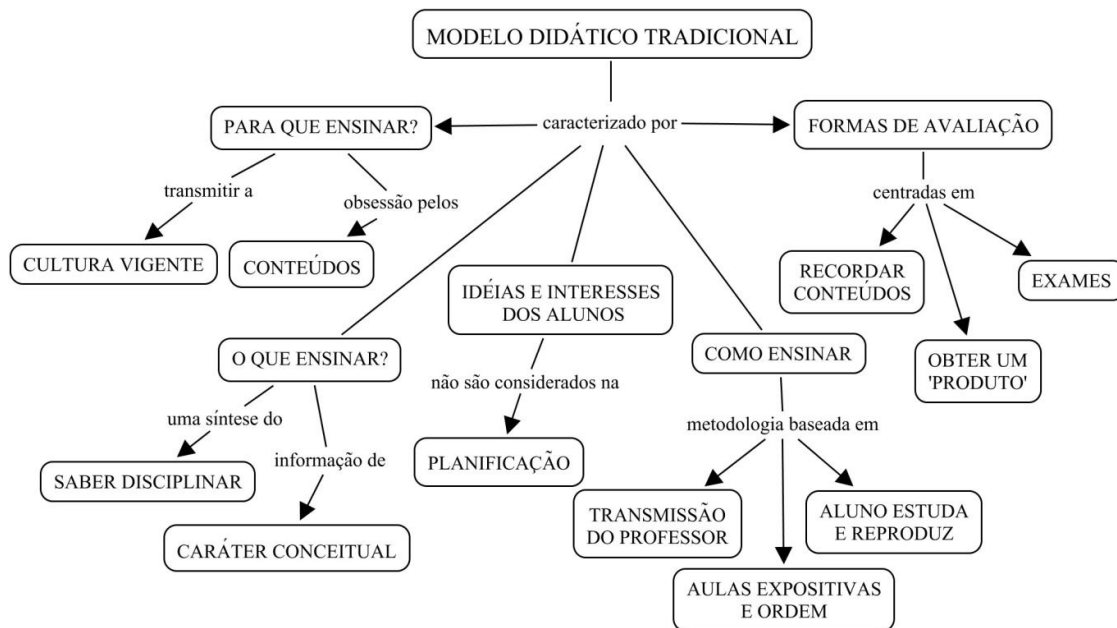 MODELO DIDÁTICO TRADICIONAL
PARA QUE ENSINAR?
caracterizado por
FORMAS DE AVALIAÇÃO
transmitir a
obsessão pelos
centradas em
CULTURA VIGENTE
CONTEÚDOS
IDÉIAS E INTERESSES
DOS ALUNOS
RECORDAR
CONTEÚDOS
EXAMES
O QUE ENSINAR?
COMO ENSINAR
OBTER UM
'PRODUTO'
não são considerados na
uma síntese do
metodologia baseada em
informação de
PLANIFICAÇÃO
SABER DISCIPLINAR
TRANSMISSÃO
DO PROFESSOR
ALUNO ESTUDA
E REPRODUZ
CARÁTER CONCEITUAL
AULAS EXPOSITIVAS
E ORDEM